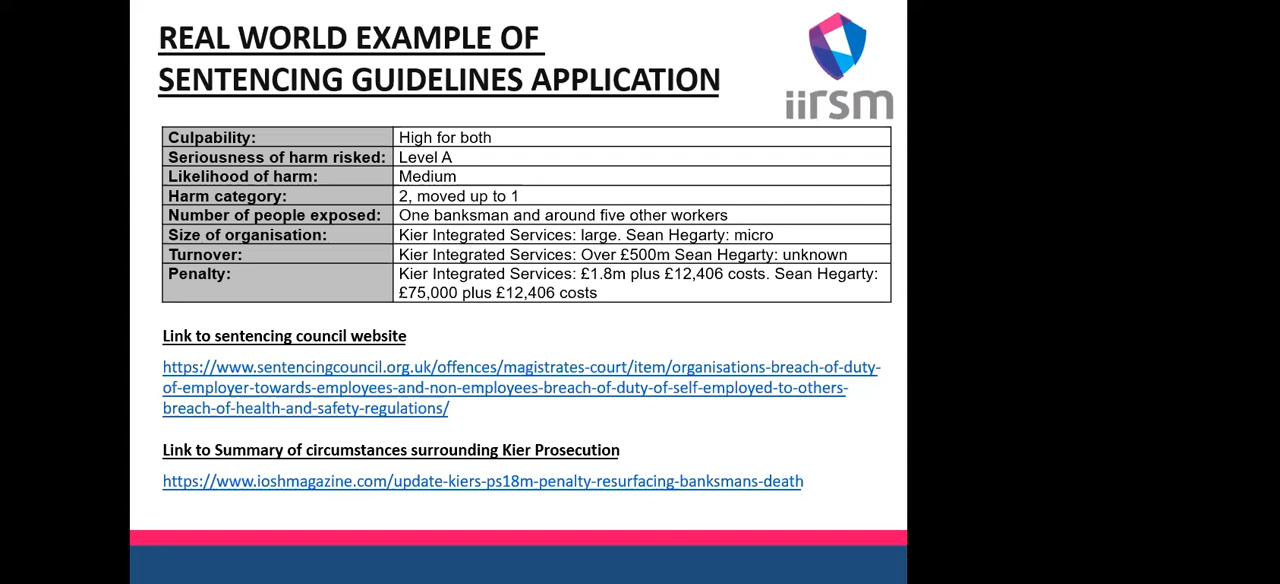 REAL WORLD EXAMPLE OF
SENTENCING GUIDELINES APPLICATION
iirsm
Culpability: High for both
Seriousness of harm risked: Level A
Likelihood of harm: Medium
Harm category: 2, moved up to 1
Number of people exposed: One banksman and around five other workers
Size of organisation: Kier Integrated Services: large. Sean Hegarty: micro
Turnover: Kier Integrated Services: Over £500m Sean Hegarty: unknown
Penalty: Kier Integrated Services: £1.8m plus £12,406 costs. Sean Hegarty:
£75,000 plus £12,406 costs
Link to sentencing council website
https://www.sentencingcouncil.org.uk/offences/magistrates-court/item/organisations-breach-of-duty-
of-employer-towards-employees-and-non-employees-breach-of-duty-of-self-employed-to-others-
breach-of-health-and-safety-regulations/
Link to Summary of circumstances surrounding Kier Prosecution
https://www.ioshmagazine.com/update-kiers-ps18m-penalty-resurfacing-banksmans-death